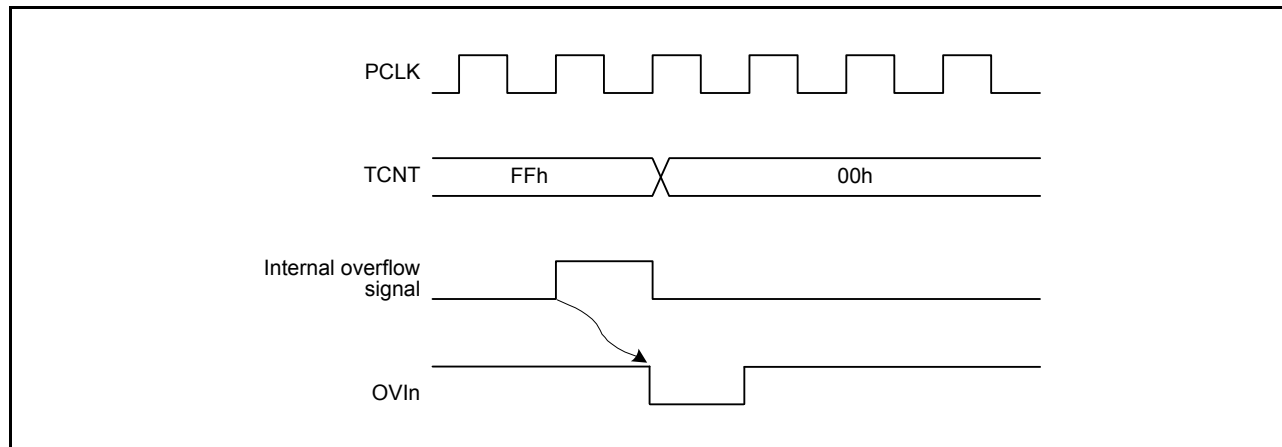 PCLK
TCNT
FFh
00h
Internal overflow
signal
OVIn